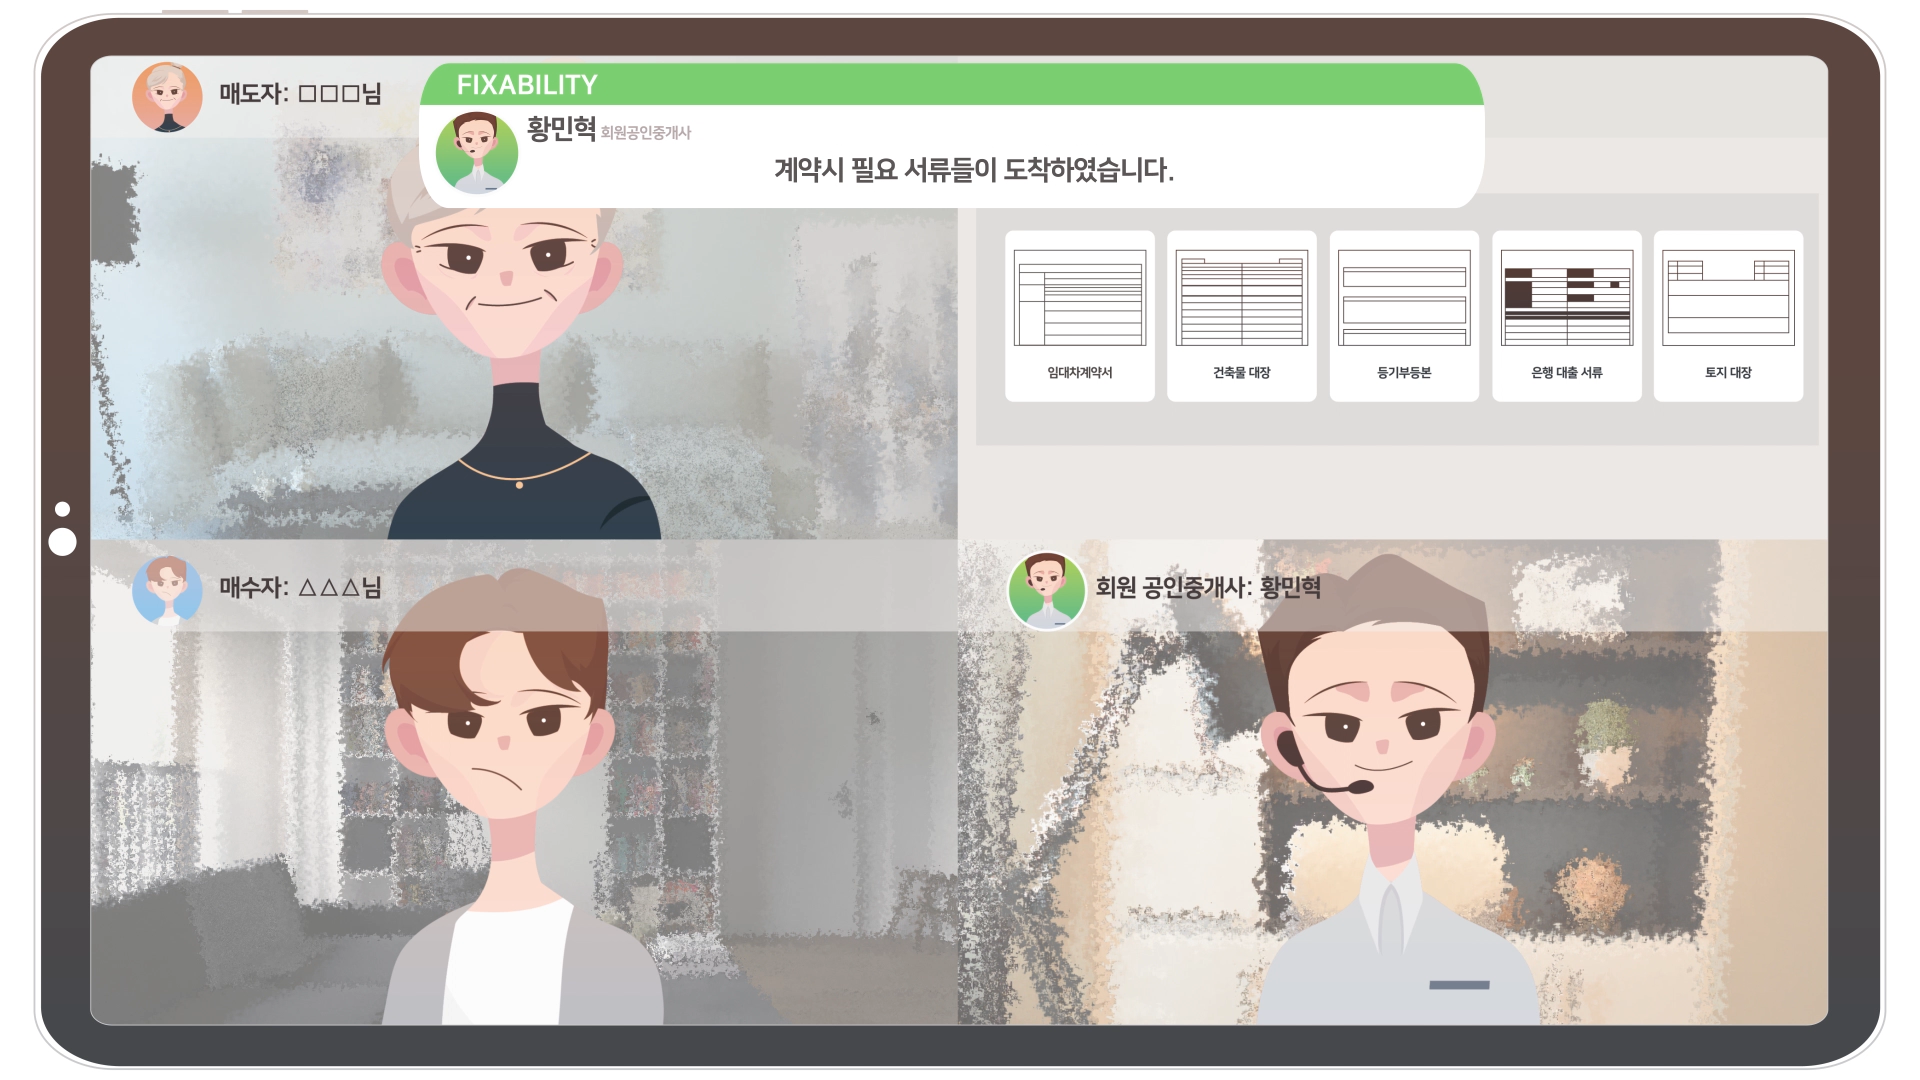 매도자: □□□님
FIXABILITY
황민혁 회원공인중개사
계약시 필요 서류들이 도착하였습니다.
임대차계약서
건축물 대장
등기부등본
은행 대출 서류
토지 대장
매수자: △△△님
회원 공인중개사: 황민혁